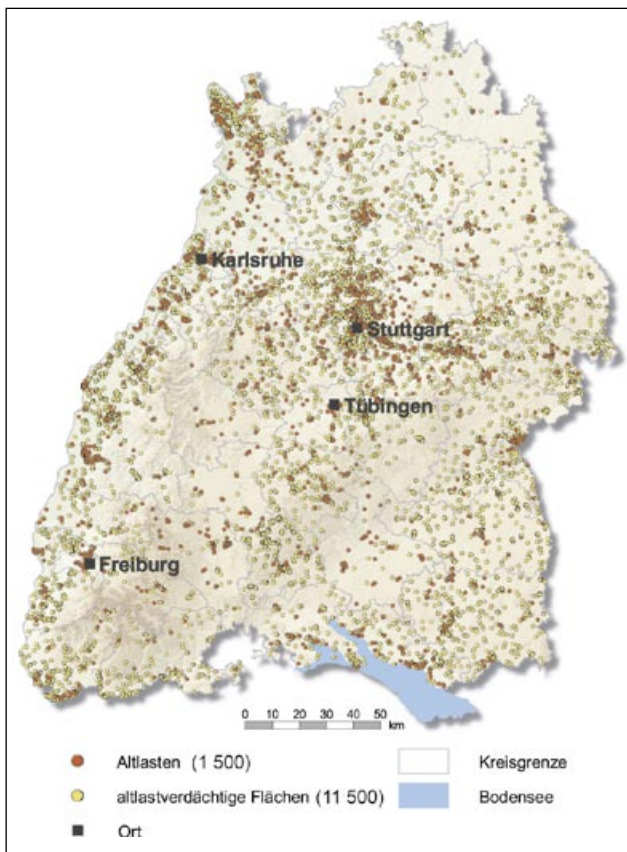 Karlsruhe
Stuttgart
Tübingen
Freiburg
0 10 20 30 40 50
km
Altlasten (1 500)
Kreisgrenze
altlastverdächtige Flächen (11 500)
Bodensee
Ort